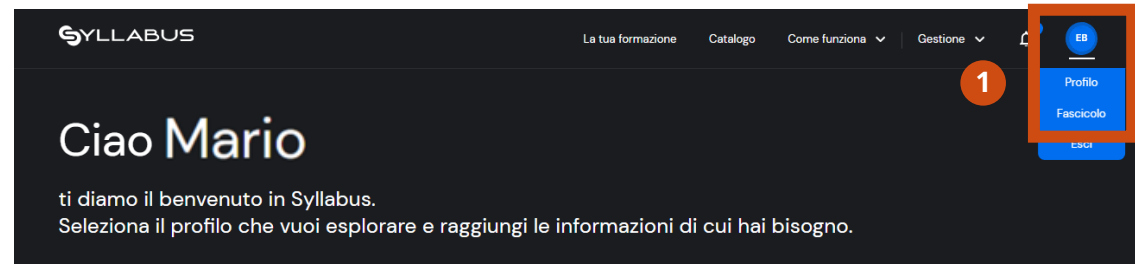 SYLLABUS
La tua formazione Catalogo Come funziona Gestione EB
1
Profilo
Fascicolo
Esci
Ciao Mario
ti diamo il benvenuto in Syllabus.
Seleziona il profilo che vuoi esplorare e raggiungi le informazioni di cui hai bisogno.